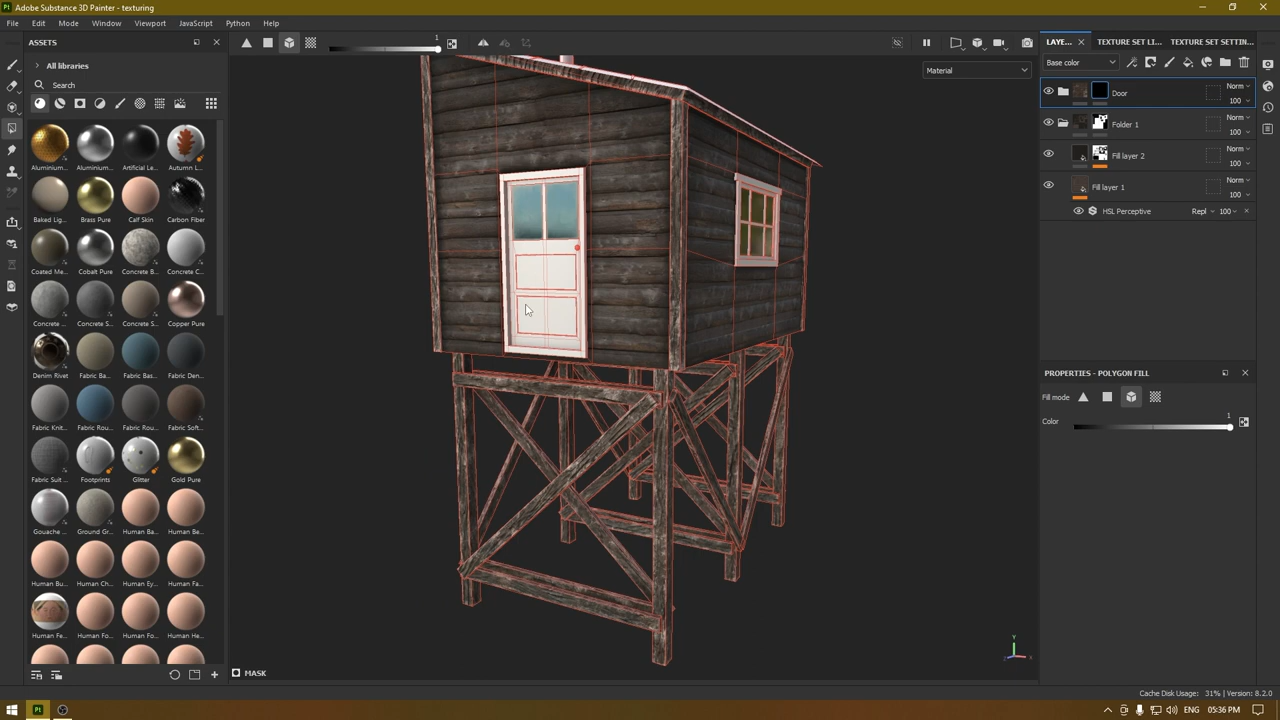 Adobe Substance 3D Painter - texturing
File Edit Mode Window Viewport JavaScript Python Help
ASSETS
All libraries
Search
Aluminium... Aluminium... Artificial Le... Autumn L...
Baked Lig... Brass Pure Calf Skin Carbon Fiber
Coated Me... Cobalt Pure Concrete B... Concrete C...
Concrete ... Concrete S... Concrete S... Copper Pure
Denim Rivet Fabric Ba... Fabric Bas... Fabric Den...
Fabric Knit... Fabric Rou... Fabric Rou... Fabric Soft...
Fabric Suit ... Footprints Glitter Gold Pure
Gouache ... Ground Gr... Human Ba... Human Be...
Human Bu... Human Ch... Human Ey... Human Fa...
Human Fe... Human Fo... Human Fo... Human He...
1
Material
MASK
Y
LAYE... TEXTURE SET LI... TEXTURE SET SETTIN...
Base color
Door Norm 100
Folder 1 Norm 100
Fill layer 2 Norm 100
Fill layer 1 Norm 100
HSL Perceptive Repl 100
PROPERTIES - POLYGON FILL
Fill mode
Color 1
Cache Disk Usage: 31% | Version: 8.2.0
Pt ENG 05:36 PM